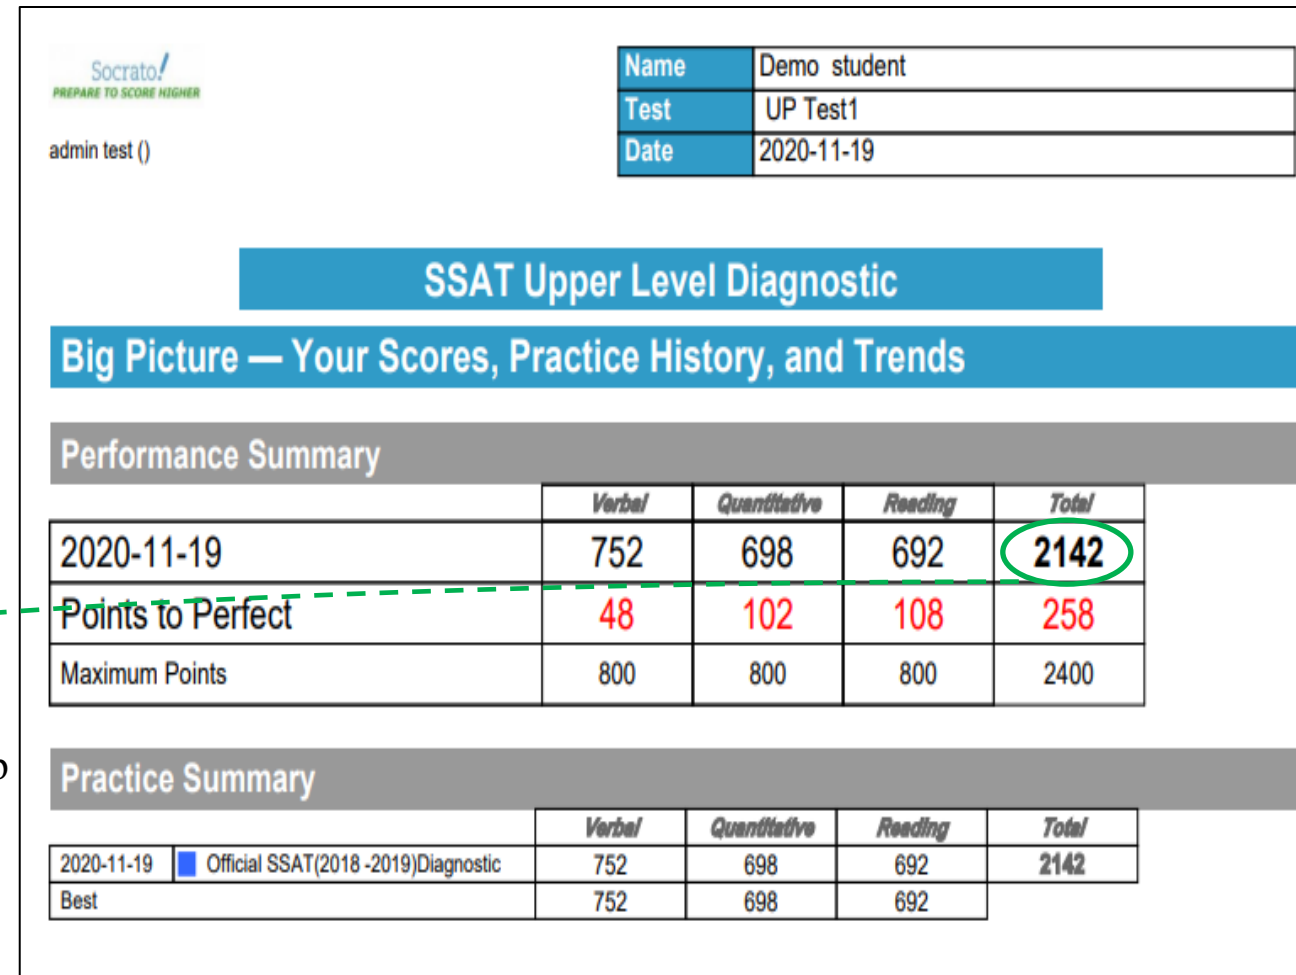 Socrato!
PREPARE TO SCORE HIGHER
admin test ()
Name Demo student
Test UP Test1
Date 2020-11-19
SSAT Upper Level Diagnostic
Big Picture — Your Scores, Practice History, and Trends
Performance Summary
Verbal Quantitative Reading Total
2020-11-19 752 698 692 2142
Points to Perfect 48 102 108 258
Maximum Points 800 800 800 2400
Practice Summary
Verbal Quantitative Reading Total
2020-11-19 Official SSAT(2018 -2019)Diagnostic 752 698 692 2142
Best 752 698 692